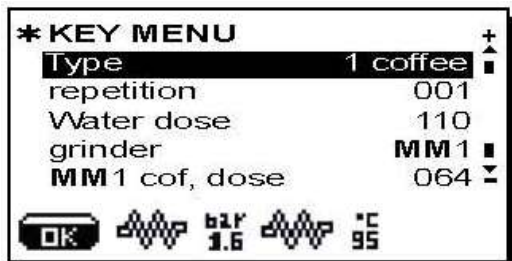 * KEY MENU +
Type 1 coffee
repetition 001
Water dose 110
grinder MM1
MM1 cof, dose 064
OK bar 1.6 °C 95